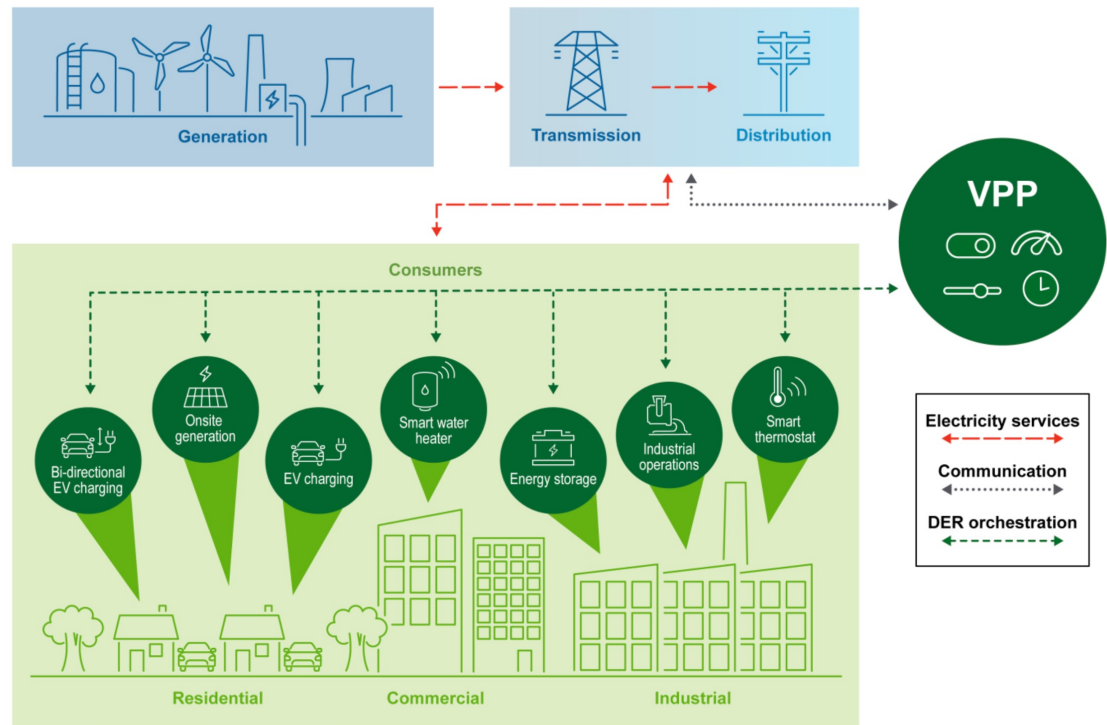 Generation
Transmission
Distribution
VPP
Consumers
Bi-directional
EV charging
Onsite
generation
EV charging
Smart water
heater
Energy storage
Industrial
operations
Smart
thermostat
Residential
Commercial
Industrial
Electricity services
Communication
DER orchestration